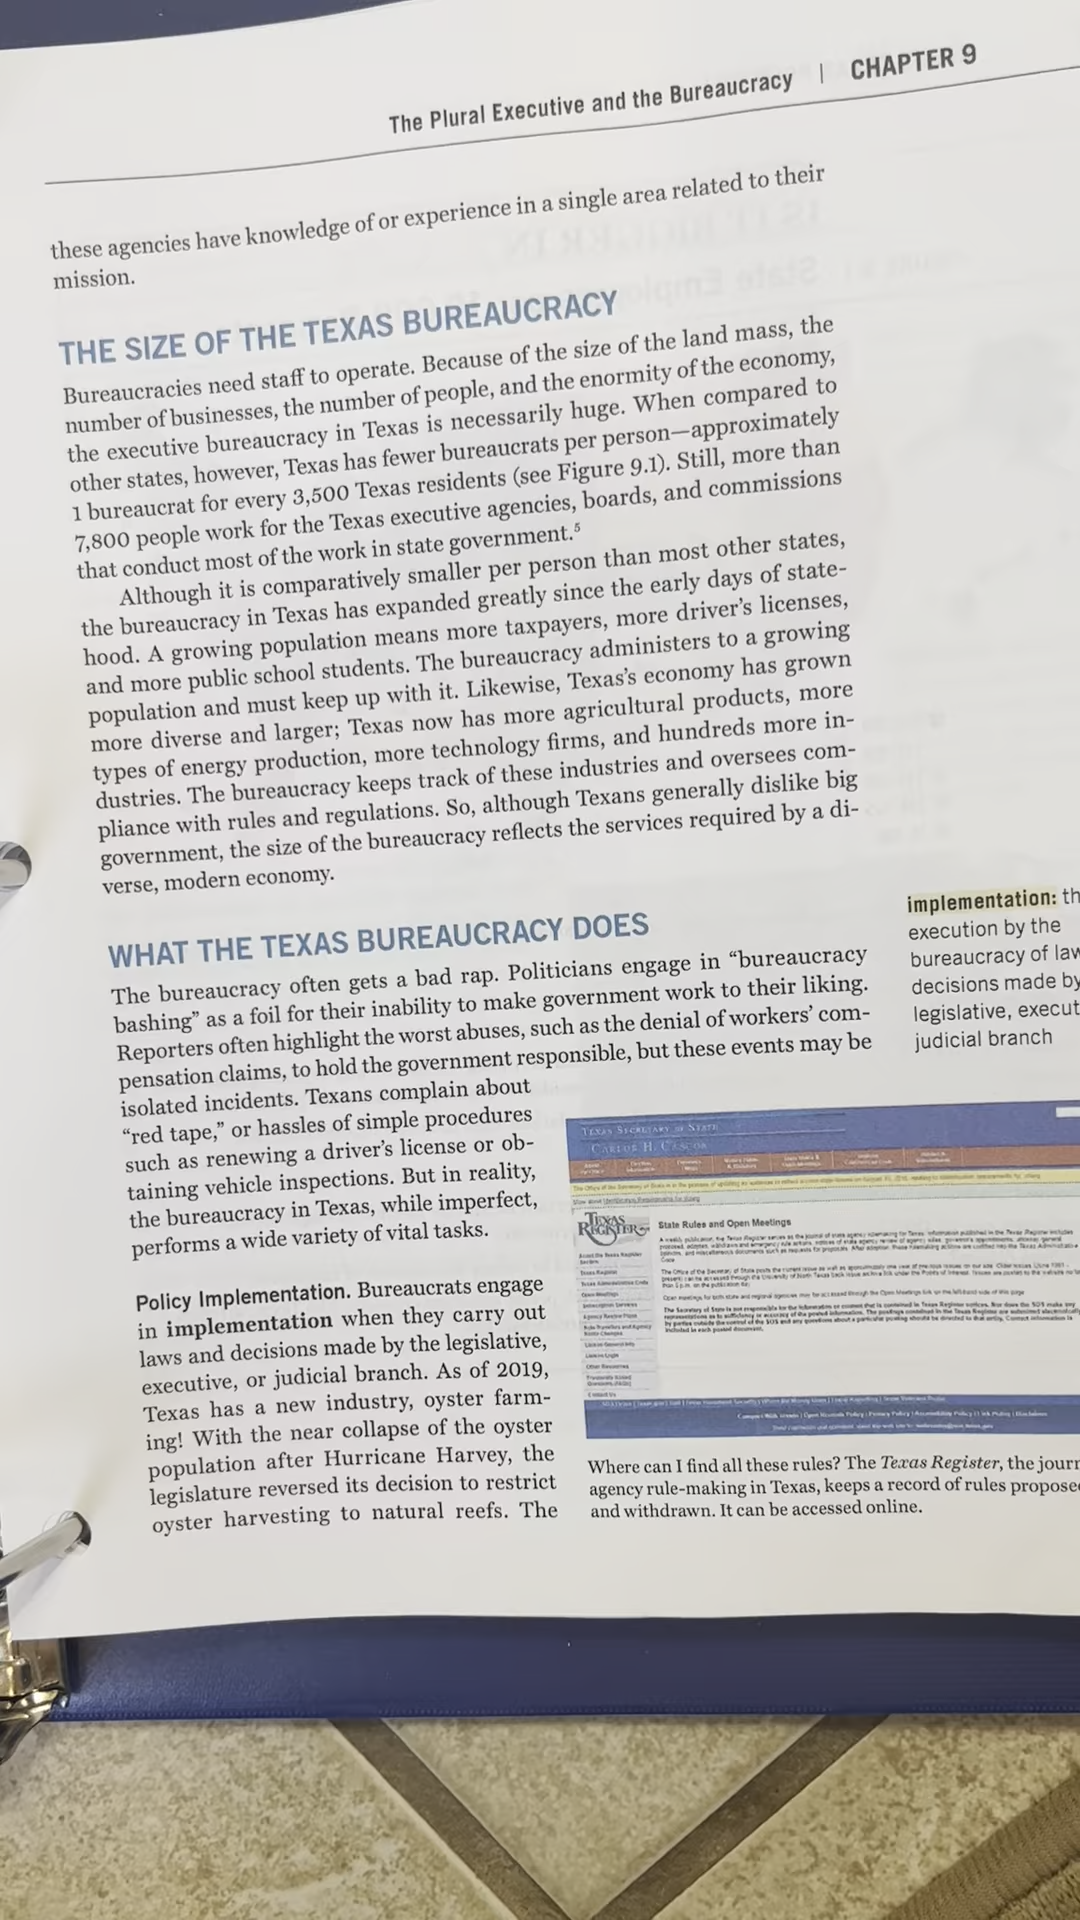 The Plural Executive and the Bureaucracy | CHAPTER 9
these agencies have knowledge of or experience in a single area related to their
mission.
THE SIZE OF THE TEXAS BUREAUCRACY
Bureaucracies need staff to operate. Because of the size of the land mass, the
number of businesses, the number of people, and the enormity of the economy,
the executive bureaucracy in Texas is necessarily huge. When compared to
other states, however, Texas has fewer bureaucrats per person—approximately
1 bureaucrat for every 3,500 Texas residents (see Figure 9.1). Still, more than
7,800 people work for the Texas executive agencies, boards, and commissions
that conduct most of the work in state government.5
Although it is comparatively smaller per person than most other states,
the bureaucracy in Texas has expanded greatly since the early days of state-
hood. A growing population means more taxpayers, more driver's licenses,
and more public school students. The bureaucracy administers to a growing
population and must keep up with it. Likewise, Texas's economy has grown
more diverse and larger; Texas now has more agricultural products, more
types of energy production, more technology firms, and hundreds more in-
dustries. The bureaucracy keeps track of these industries and oversees com-
pliance with rules and regulations. So, although Texans generally dislike big
government, the size of the bureaucracy reflects the services required by a di-
verse, modern economy.
WHAT THE TEXAS BUREAUCRACY DOES
The bureaucracy often gets a bad rap. Politicians engage in “bureaucracy
bashing” as a foil for their inability to make government work to their liking.
Reporters often highlight the worst abuses, such as the denial of workers' com-
pensation claims, to hold the government responsible, but these events may be
isolated incidents. Texans complain about
“red tape,” or hassles of simple procedures
such as renewing a driver's license or ob-
taining vehicle inspections. But in reality,
the bureaucracy in Texas, while imperfect,
performs a wide variety of vital tasks.
Policy Implementation. Bureaucrats engage
in implementation when they carry out
laws and decisions made by the legislative,
executive, or judicial branch. As of 2019,
Texas has a new industry, oyster farm-
ing! With the near collapse of the oyster
population after Hurricane Harvey, the
legislature reversed its decision to restrict
oyster harvesting to natural reefs. The
implementation: th
execution by the
bureaucracy of law
decisions made by
legislative, execut
judicial branch
TEXAS SECRETARY of STATE
CARLOS H. CASCOS
TEXAS
REGISTER
State Rules and Open Meetings
Where can I find all these rules? The Texas Register, the journ
agency rule-making in Texas, keeps a record of rules propose
and withdrawn. It can be accessed online.